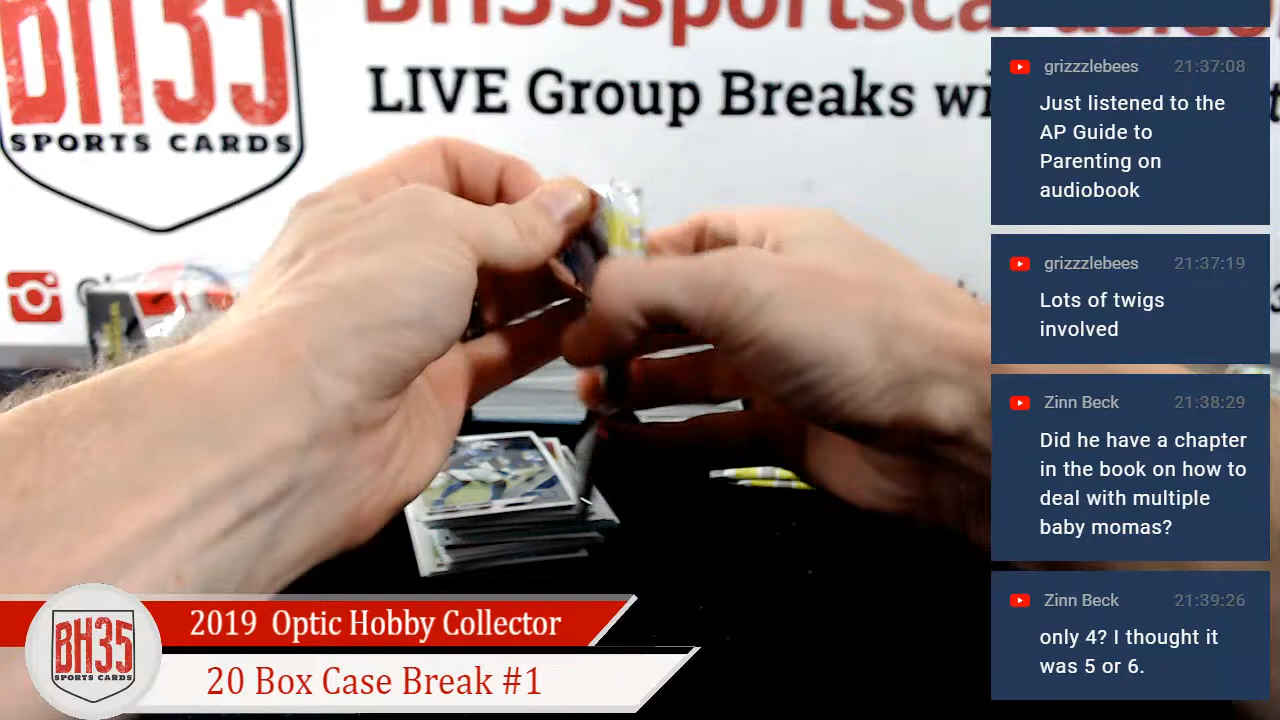 BH35
SPORTS CARDS
BH35sportscards.co
LIVE Group Breaks wi
grizzzlebees 21:37:08
Just listened to the
AP Guide to
Parenting on
audiobook
grizzzlebees 21:37:19
Lots of twigs
involved
Zinn Beck 21:38:29
Did he have a chapter
in the book on how to
deal with multiple
baby momas?
Zinn Beck 21:39:26
only 4? I thought it
was 5 or 6.
2019 Optic Hobby Collector
20 Box Case Break #1
BH35
SPORTS CARDS